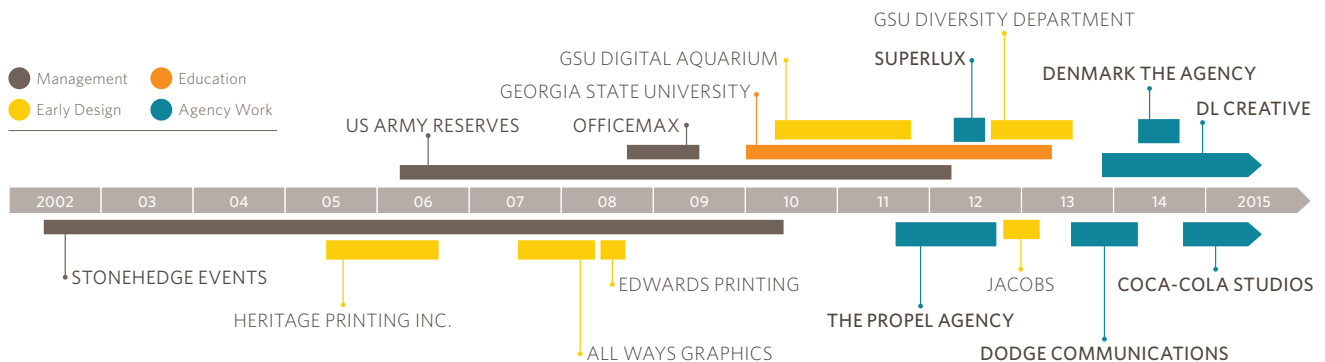 GSU DIVERSITY DEPARTMENT
GSU DIGITAL AQUARIUM
SUPERLUX
DENMARK THE AGENCY
Management
Education
GEORGIA STATE UNIVERSITY
Early Design
Agency Work
DL CREATIVE
US ARMY RESERVES
OFFICEMAX
2002 03 04 05 06 07 08 09 10 11 12 13 14 2015
STONEHEDGE EVENTS
EDWARDS PRINTING
JACOBS
COCA-COLA STUDIOS
HERITAGE PRINTING INC.
THE PROPEL AGENCY
ALL WAYS GRAPHICS
DODGE COMMUNICATIONS